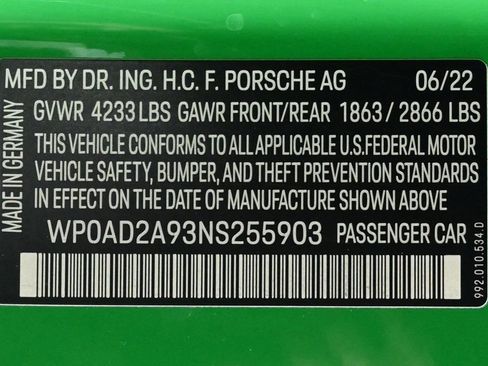 MFD BY DR. ING. H.C. F. PORSCHE AG 06/22
GVWR 4233LBS GAWR FRONT/REAR 1863 / 2866 LBS
THIS VEHICLE CONFORMS TO ALL APPLICABLE U.S.FEDERAL MOTOR
VEHICLE SAFETY, BUMPER, AND THEFT PREVENTION STANDARDS
IN EFFECT ON THE DATE OF MANUFACTURE SHOWN ABOVE
WP0AD2A93NS255903 PASSENGER CAR
MADE IN GERMANY
992.010.534.D